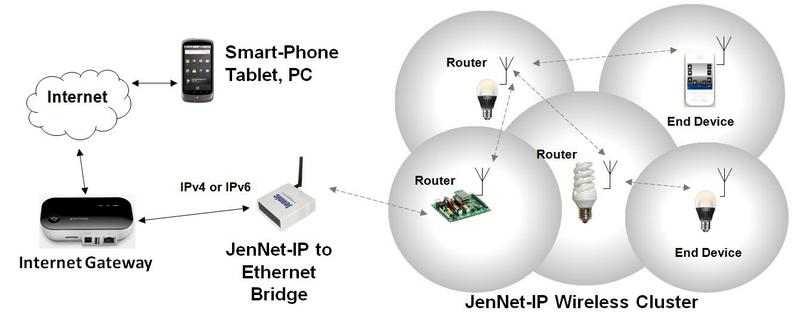 Smart-Phone
Tablet, PC
Internet
IPv4 or IPv6
Jennic
Internet Gateway
JenNet-IP to
Ethernet
Bridge
Router
End Device
Router
Router
End Device
JenNet-IP Wireless Cluster